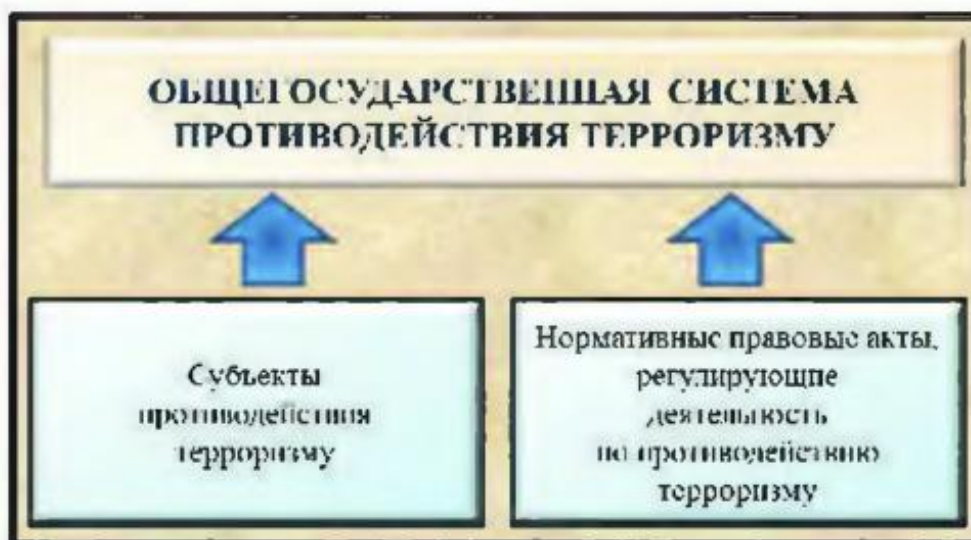 ОБЩЕГОСУДАРСТВЕННАЯ СИСТЕМА
ПРОТИВОДЕЙСТВИЯ ТЕРРОРИЗМУ
Субъекты
противодействия
терроризму
Нормативные правовые акты,
регулирующие
деятельность
по противодействию
терроризму